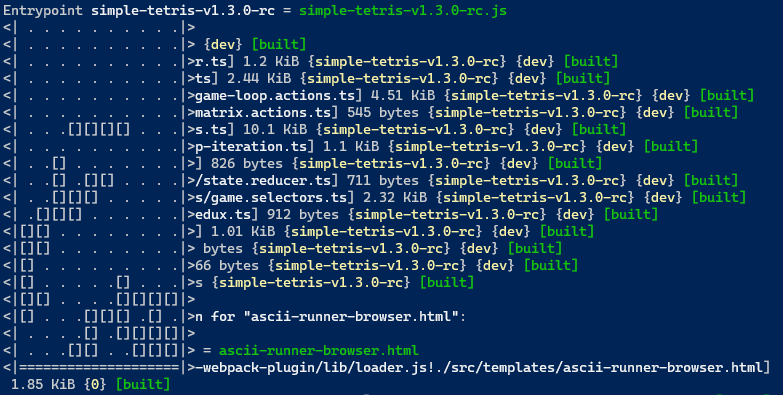 Entrypoint simple-tetris-v1.3.0-rc = simple-tetris-v1.3.0-rc.js
<| . . . . . . . . . .|>
<| . . . . . . . . . .|> {dev} [built]
<| . . . . . . . . . .|>r.ts] 1.2 KiB {simple-tetris-v1.3.0-rc} {dev} [built]
<| . . . . . . . . . .|>ts] 2.44 KiB {simple-tetris-v1.3.0-rc} {dev} [built]
<| . . . . . . . . . .|>game-loop.actions.ts] 4.51 KiB {simple-tetris-v1.3.0-rc} {dev} [built]
<| . . . . . . . . . .|>matrix.actions.ts] 545 bytes {simple-tetris-v1.3.0-rc} {dev} [built]
<| . . .[][][][] . . .|>s.ts] 10.1 KiB {simple-tetris-v1.3.0-rc} {dev} [built]
<| . . . . . . . . . .|>p-iteration.ts] 1.1 KiB {simple-tetris-v1.3.0-rc} {dev} [built]
<| . .[] . . . . . . .|>] 826 bytes {simple-tetris-v1.3.0-rc} {dev} [built]
<| . .[] .[][] . . . .|>/state.reducer.ts] 711 bytes {simple-tetris-v1.3.0-rc} {dev} [built]
<| . .[][][] . . . . .|>s/game.selectors.ts] 2.32 KiB {simple-tetris-v1.3.0-rc} {dev} [built]
<| .[][][] . . . . . .|>edux.ts] 912 bytes {simple-tetris-v1.3.0-rc} {dev} [built]
<|[][] . . . . . . . .|>] 1.01 KiB {simple-tetris-v1.3.0-rc} {dev} [built]
<|[][] . . . . . . . .|> bytes {simple-tetris-v1.3.0-rc} {dev} [built]
<|[] . . . . . . . . .|>66 bytes {simple-tetris-v1.3.0-rc} {dev} [built]
<|[] . . . . .[] . . .|>s {simple-tetris-v1.3.0-rc} [built]
<|[][] . . . .[][][][]|>
<|[] . . .[][][] .[] .|>n for "ascii-runner-browser.html":
<| . . . .[] .[][][][]|>
<| . . .[][] . .[][][]|> = ascii-runner-browser.html
<|====================|>-webpack-plugin/lib/loader.js!./src/templates/ascii-runner-browser.html]
1.85 KiB {0} [built]